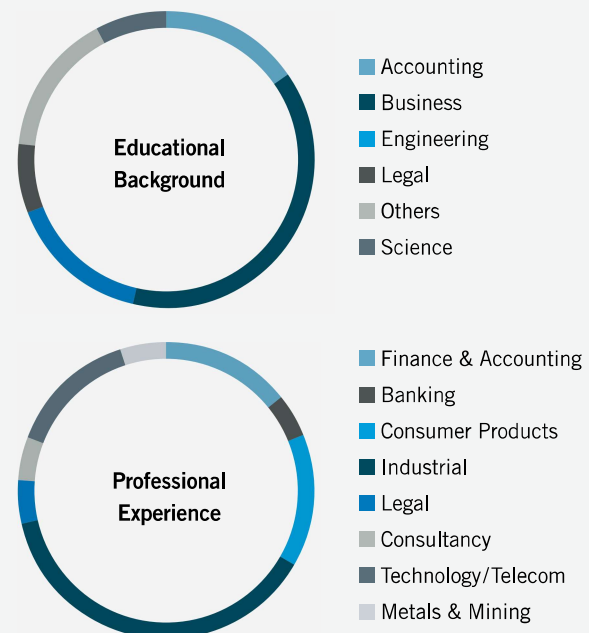 Educational
Background
Accounting
Business
Engineering
Legal
Others
Science
Professional
Experience
Finance & Accounting
Banking
Consumer Products
Industrial
Legal
Consultancy
Technology/Telecom
Metals & Mining